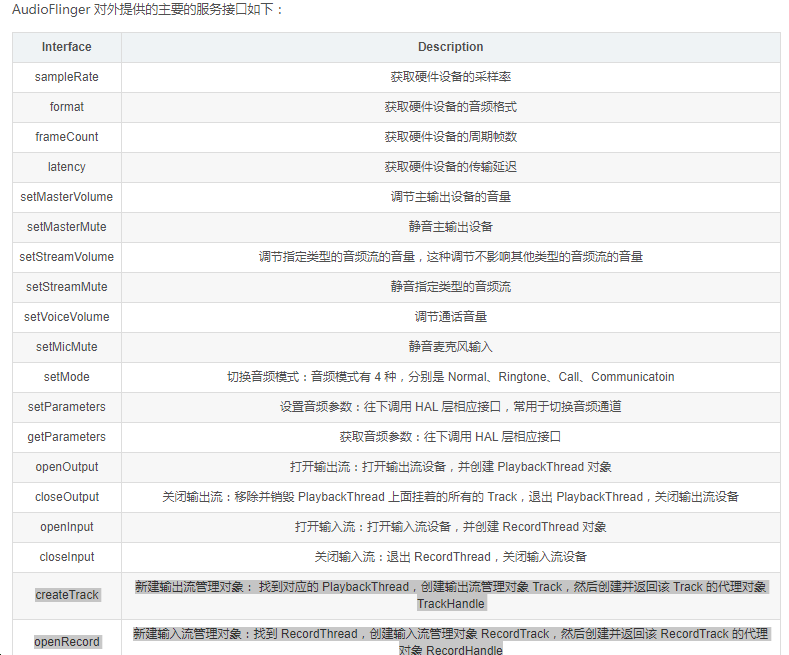 AudioFlinger 对外提供的主要的服务接口如下：
Interface Description
sampleRate 获取硬件设备的采样率
format 获取硬件设备的音频格式
frameCount 获取硬件设备的周期帧数
latency 获取硬件设备的传输延迟
setMasterVolume 调节主输出设备的音量
setMasterMute 静音主输出设备
setStreamVolume 调节指定类型的音频流的音量，这种调节不影响其他类型的音频流的音量
setStreamMute 静音指定类型的音频流
setVoiceVolume 调节通话音量
setMicMute 静音麦克风输入
setMode 切换音频模式：音频模式有 4 种，分别是 Normal、Ringtone、Call、Communicatoin
setParameters 设置音频参数：往下调用 HAL 层相应接口，常用于切换音频通道
getParameters 获取音频参数：往下调用 HAL 层相应接口
openOutput 打开输出流：打开输出流设备，并创建 PlaybackThread 对象
closeOutput 关闭输出流：移除并销毁 PlaybackThread 上面挂着的所有的 Track，退出 PlaybackThread，关闭输出流设备
openInput 打开输入流：打开输入流设备，并创建 RecordThread 对象
closeInput 关闭输入流：退出 RecordThread，关闭输入流设备
createTrack 新建输出流管理对象： 找到对应的 PlaybackThread，创建输出流管理对象 Track，然后创建并返回该 Track 的代理对象
TrackHandle
openRecord 新建输入流管理对象：找到 RecordThread，创建输入流管理对象 RecordTrack，然后创建并返回该 RecordTrack 的代理
对象 RecordHandle